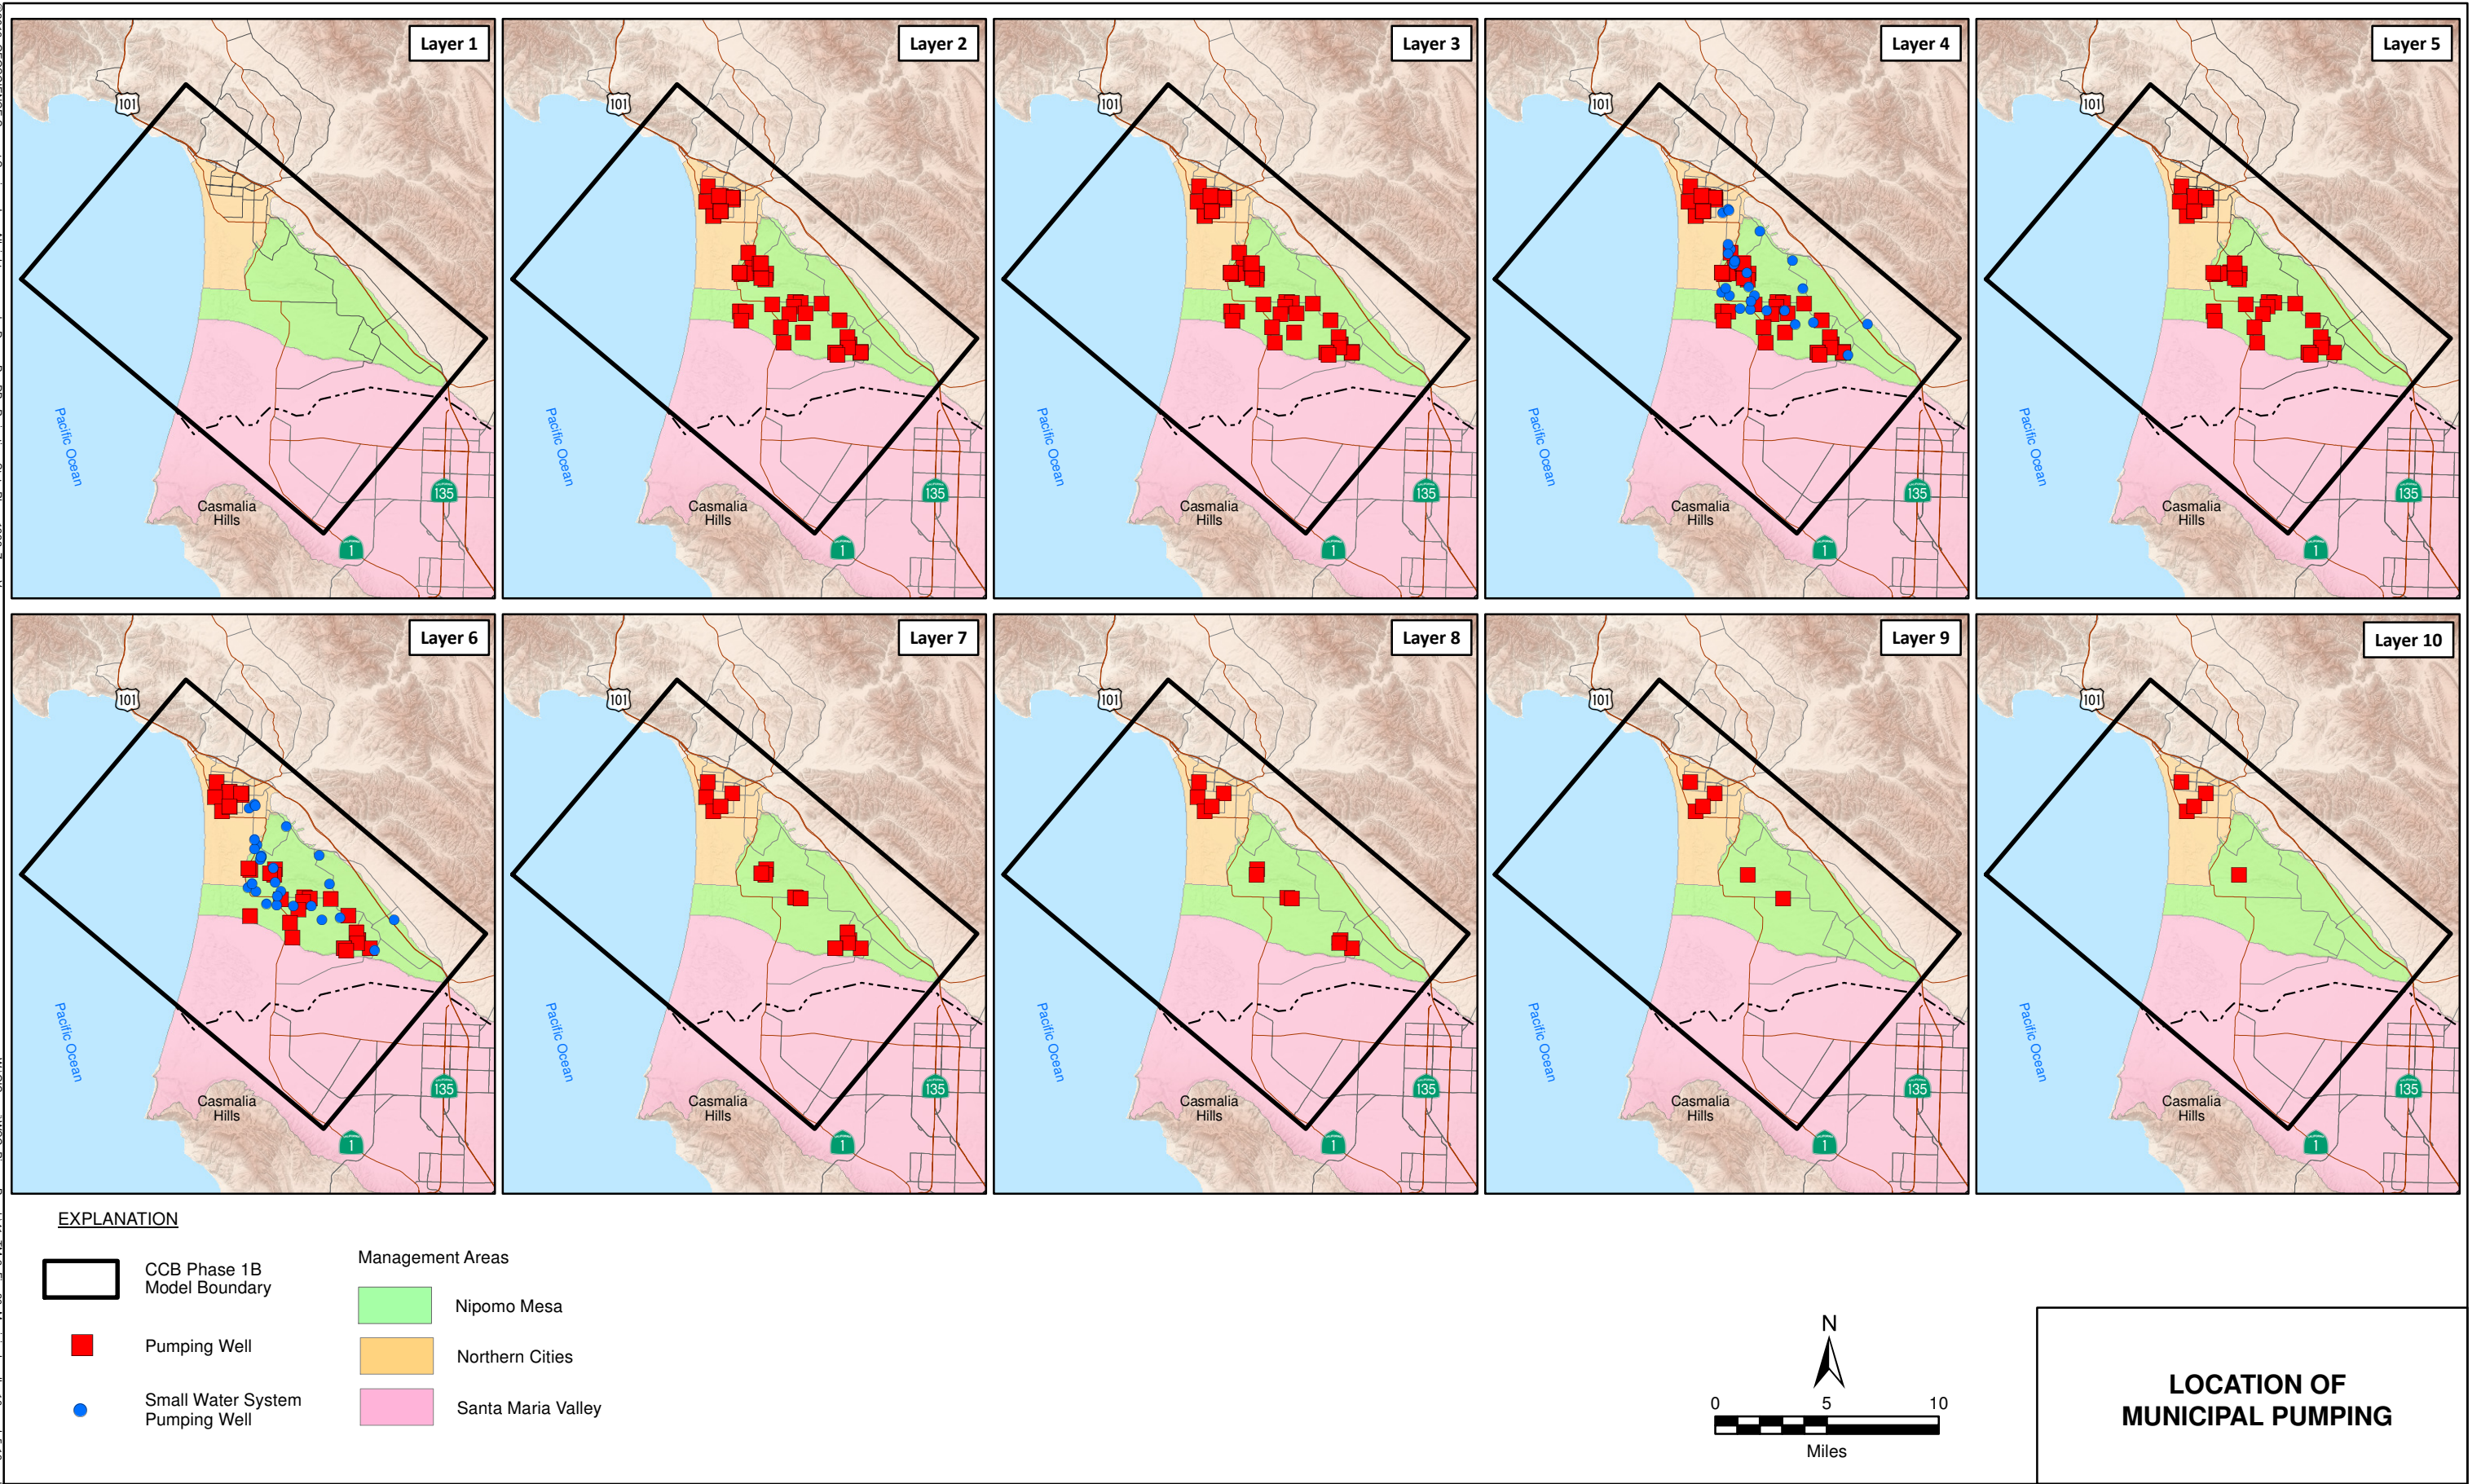 Layer 1
101
Pacific Ocean
Casmalia
Hills
135
1
Layer 2
101
Pacific Ocean
Casmalia
Hills
135
1
Layer 3
101
Pacific Ocean
Casmalia
Hills
135
1
Layer 4
101
Pacific Ocean
Casmalia
Hills
135
1
Layer 5
101
Pacific Ocean
Casmalia
Hills
135
1
Layer 6
101
Pacific Ocean
Casmalia
Hills
135
1
Layer 7
101
Pacific Ocean
Casmalia
Hills
135
1
Layer 8
101
Pacific Ocean
Casmalia
Hills
135
1
Layer 9
101
Pacific Ocean
Casmalia
Hills
135
1
Layer 10
101
Pacific Ocean
Casmalia
Hills
135
1
EXPLANATION
CCB Phase 1B
Model Boundary
Pumping Well
Small Water System
Pumping Well
Management Areas
Nipomo Mesa
Northern Cities
Santa Maria Valley
N
0 5 10
Miles
LOCATION OF
MUNICIPAL PUMPING